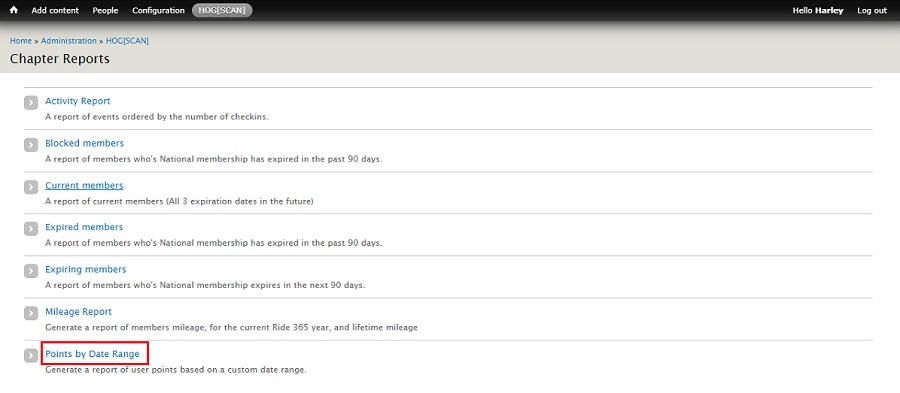 Add content People Configuration HOG[SCAN] Hello Harley Log out
Home » Administration » HOG[SCAN]
Chapter Reports
Activity Report
A report of events ordered by the number of checkins.
Blocked members
A report of members who's National membership has expired in the past 90 days.
Current members
A report of current members (All 3 expiration dates in the future)
Expired members
A report of members who's National membership has expired in the past 90 days.
Expiring members
A report of members who's National membership expires in the next 90 days.
Mileage Report
Generate a report of members mileage, for the current Ride 365 year, and lifetime mileage
Points by Date Range
Generate a report of user points based on a custom date range.